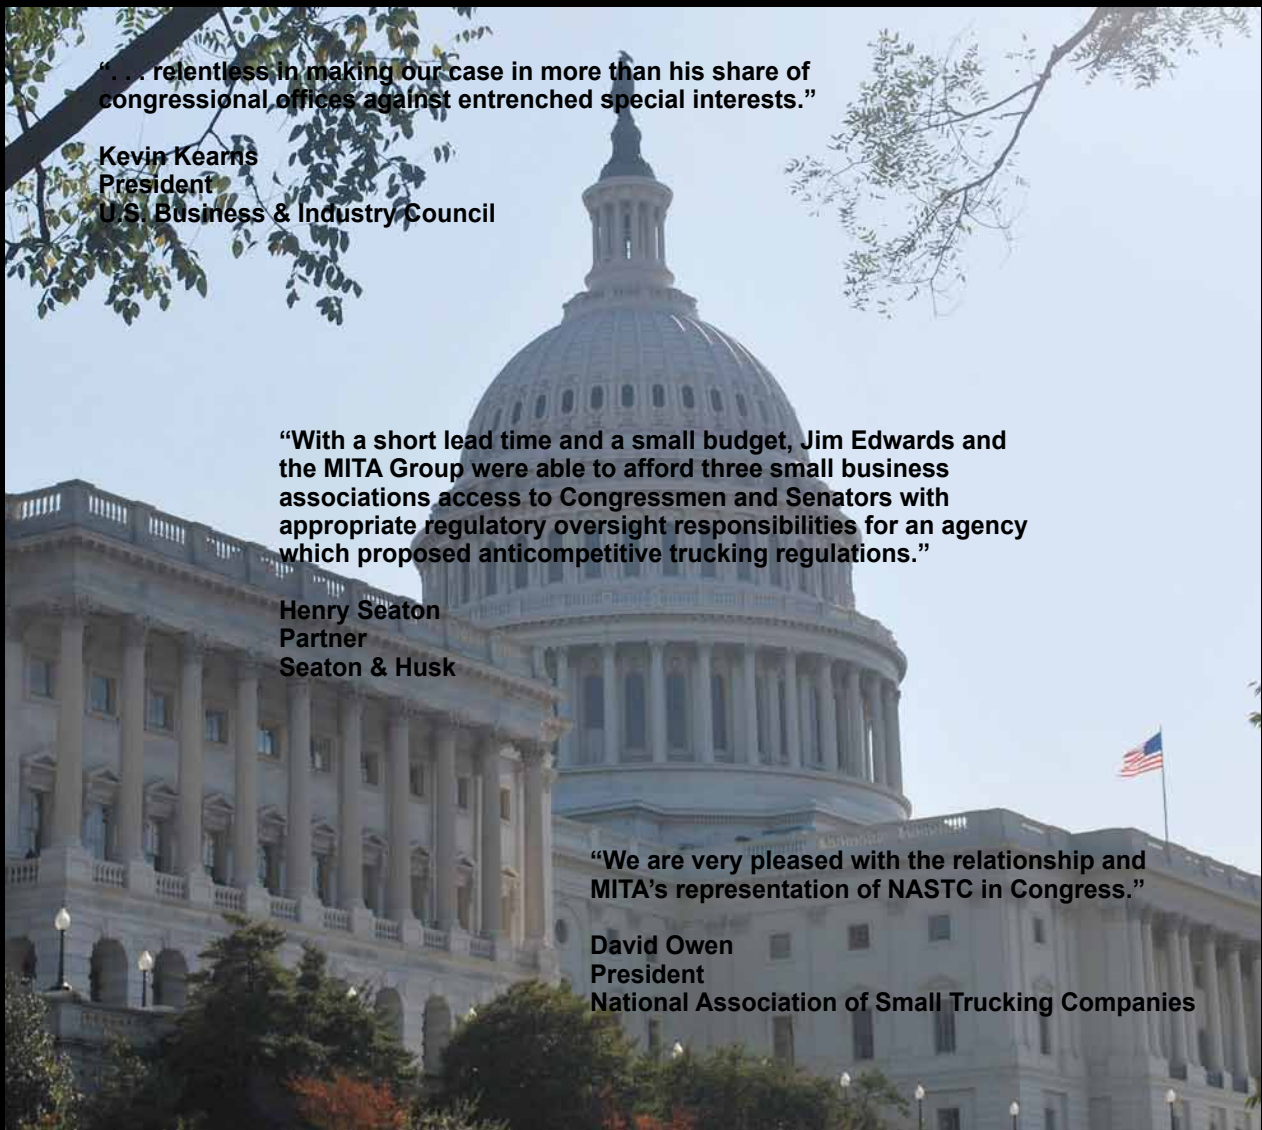 “. . . relentless in making our case in more than his share of
congressional offices against entrenched special interests.”
Kevin Kearns
President
U.S. Business & Industry Council
“With a short lead time and a small budget, Jim Edwards and
the MITA Group were able to afford three small business
associations access to Congressmen and Senators with
appropriate regulatory oversight responsibilities for an agency
which proposed anticompetitive trucking regulations.”
Henry Seaton
Partner
Seaton & Husk
“We are very pleased with the relationship and
MITA’s representation of NASTC in Congress.”
David Owen
President
National Association of Small Trucking Companies